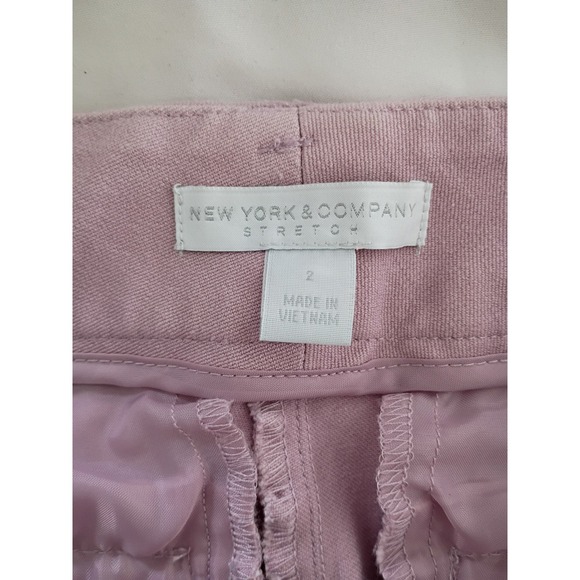 NEW YORK & COMPANY
STRETCH
2
MADE IN
VIETNAM